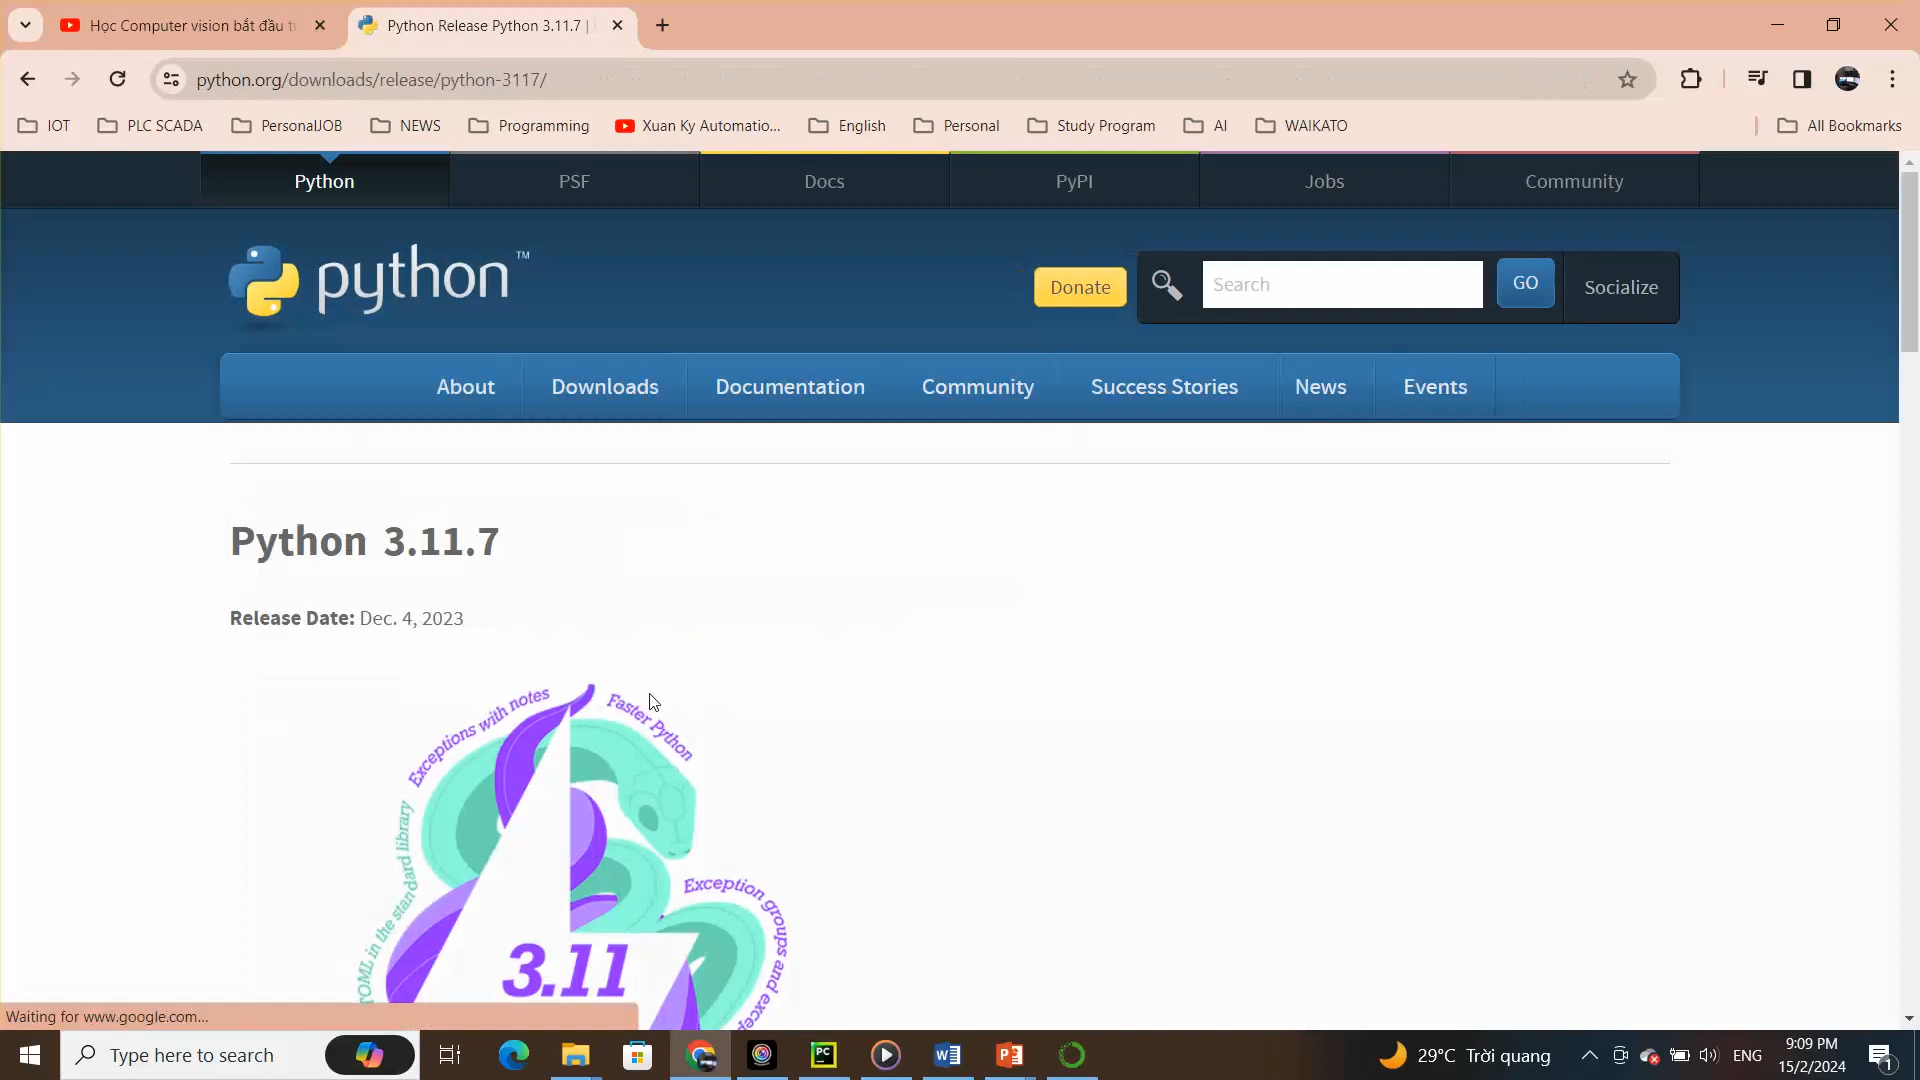 Học Computer vision bắt đầu từ
Python Release Python 3.11.7 |
python.org/downloads/release/python-3117/
IOT
PLC SCADA
PersonalJOB
NEWS
Programming
Xuan Ky Automatio...
English
Personal
Study Program
AI
WAIKATO
All Bookmarks
Python
PSF
Docs
PyPI
Jobs
Community
python™
Donate
Search
GO
Socialize
About
Downloads
Documentation
Community
Success Stories
News
Events
Python 3.11.7
Release Date: Dec. 4, 2023
Exceptions with notes
Faster Python
TOML in the standard library
Exception groups and
3.11
Waiting for www.google.com...
Type here to search
PC
W
P
29°C Trời quang
ENG
9:09 PM
15/2/2024
1